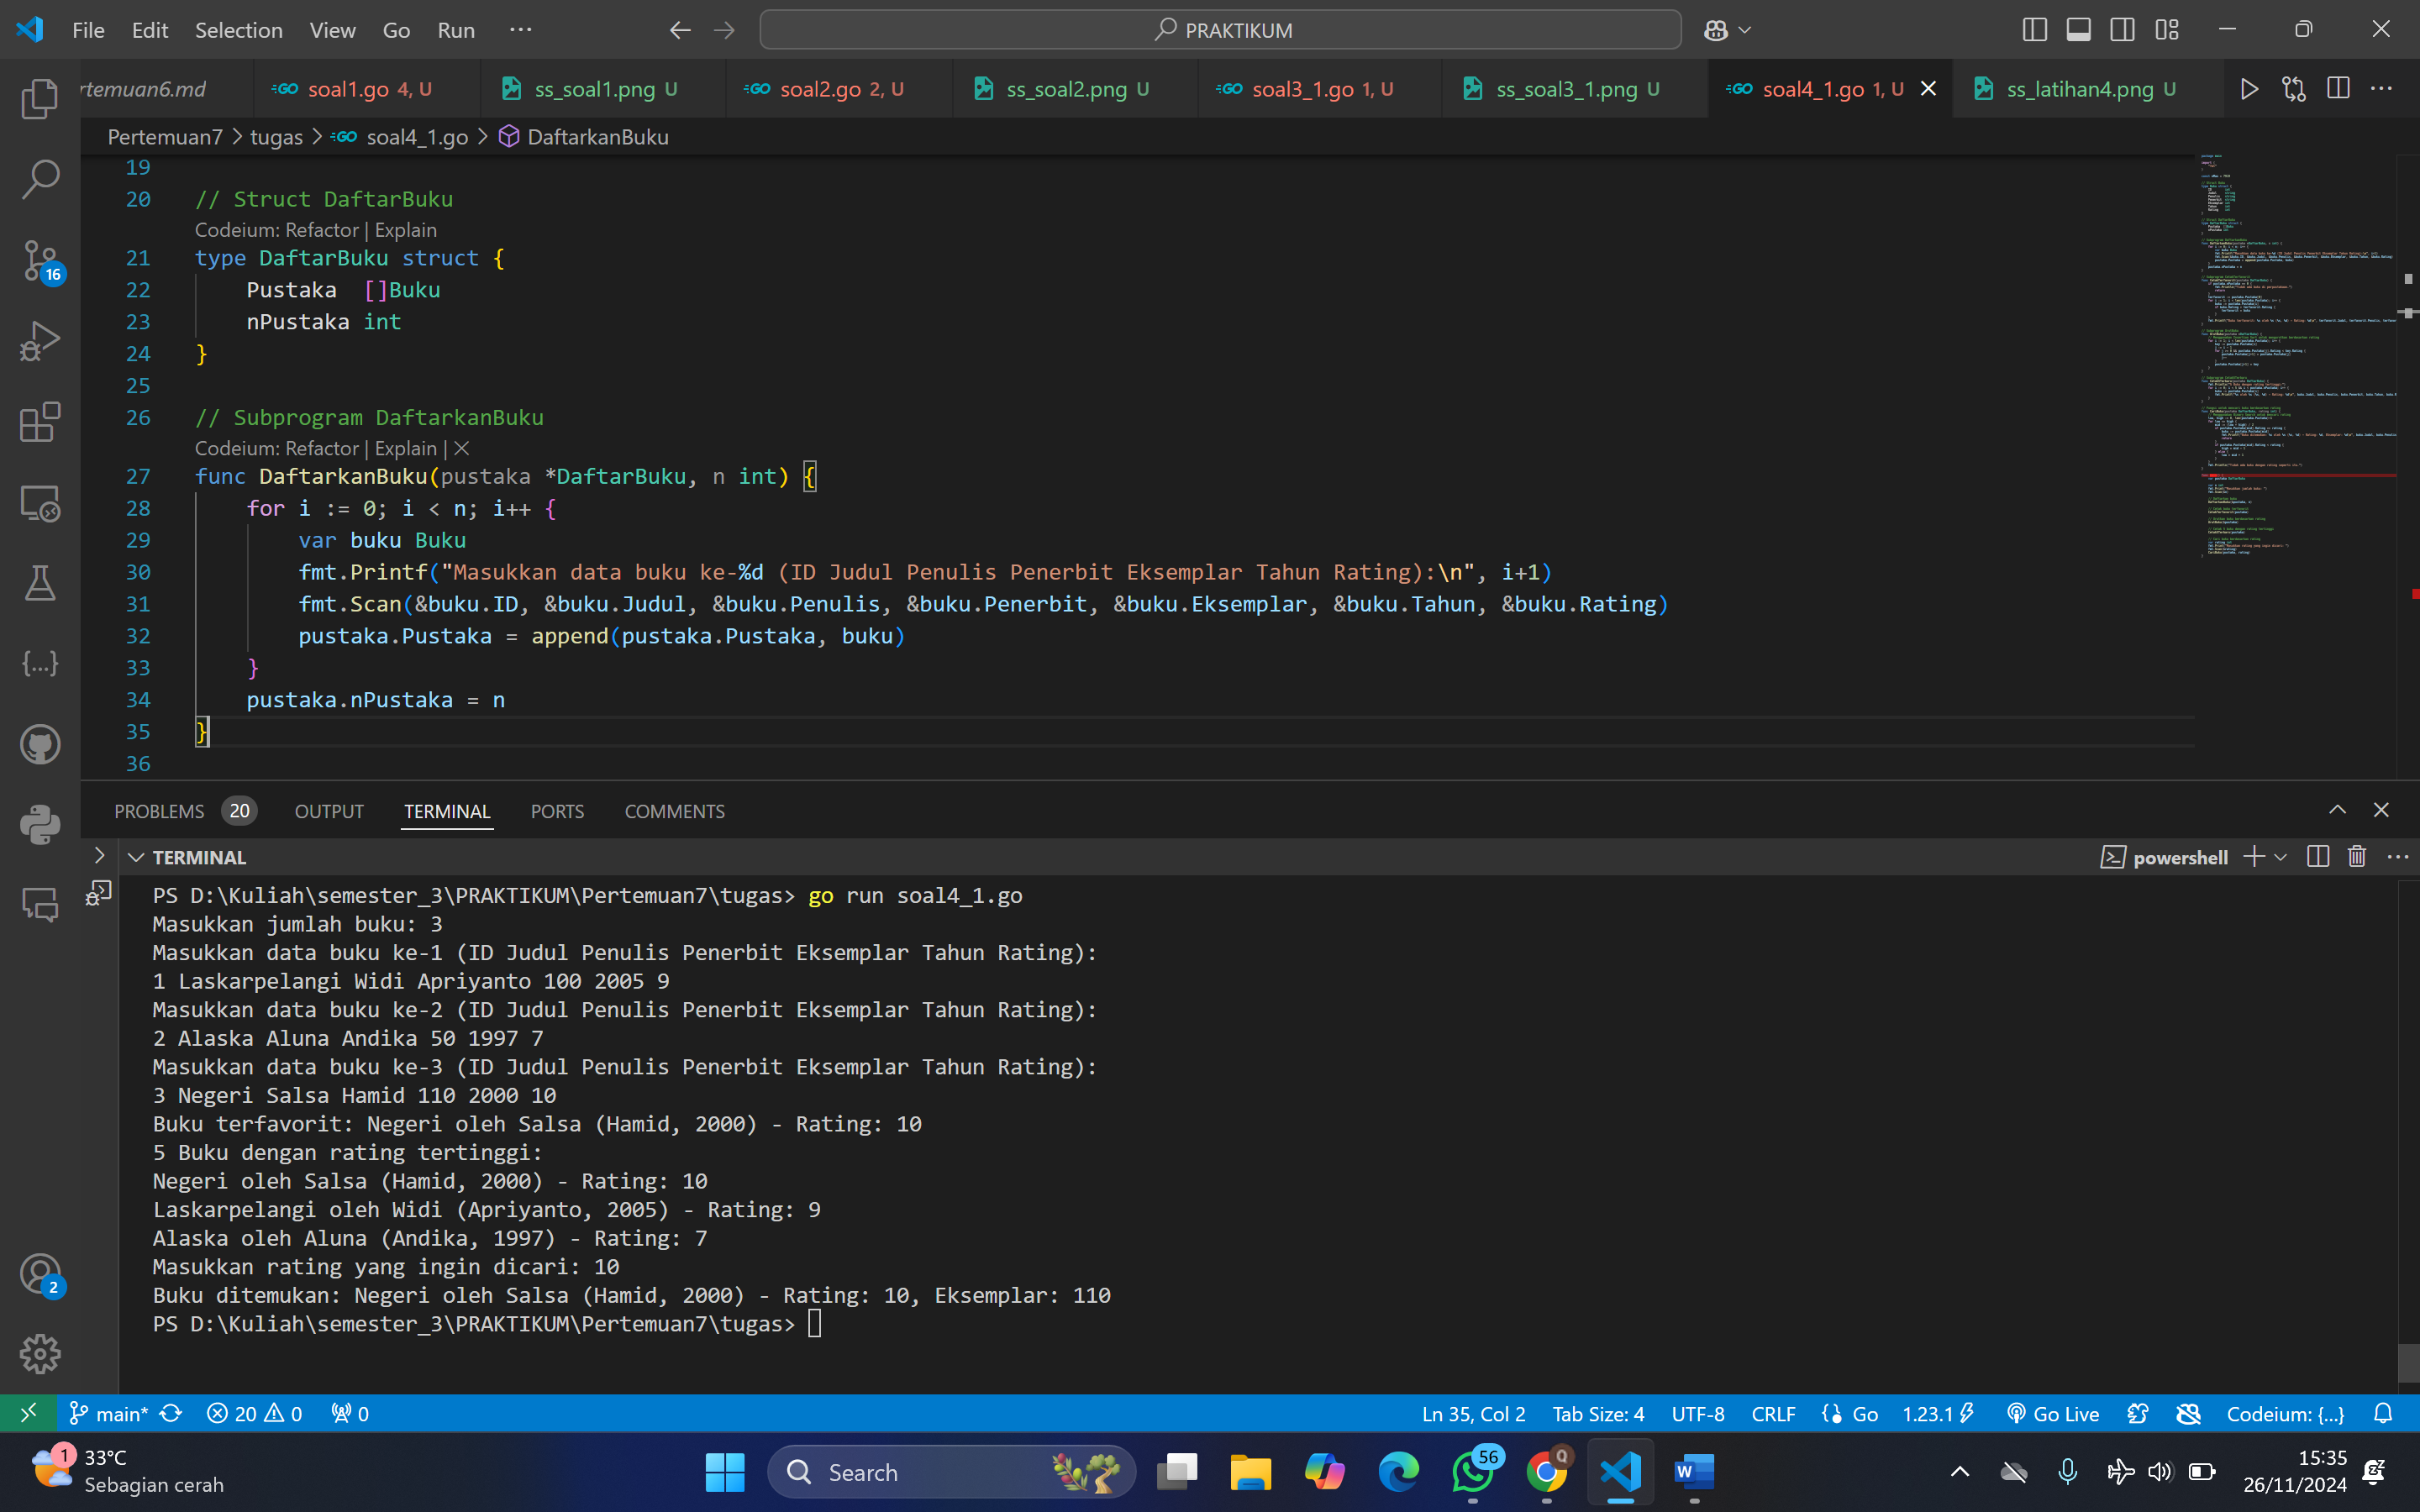 File Edit Selection View Go Run ··· PRAKTIKUM
rtemuan6.md soal1.go 4, U ss_soal1.png U soal2.go 2, U ss_soal2.png U soal3_1.go 1, U ss_soal3_1.png U soal4_1.go 1, U ss_latihan4.png U
Pertemuan7 > tugas > soal4_1.go > DaftarkanBuku
19
20 // Struct DaftarBuku
Codeium: Refactor | Explain
21 type DaftarBuku struct {
22 Pustaka []Buku
23 nPustaka int
24 }
25
26 // Subprogram DaftarkanBuku
Codeium: Refactor | Explain | X
27 func DaftarkanBuku(pustaka *DaftarBuku, n int) {
28 for i := 0; i < n; i++ {
29 var buku Buku
30 fmt.Printf("Masukkan data buku ke-%d (ID Judul Penulis Penerbit Eksemplar Tahun Rating):\n", i+1)
31 fmt.Scan(&buku.ID, &buku.Judul, &buku.Penulis, &buku.Penerbit, &buku.Eksemplar, &buku.Tahun, &buku.Rating)
32 pustaka.Pustaka = append(pustaka.Pustaka, buku)
33 }
34 pustaka.nPustaka = n
35 }
36
16
PROBLEMS 20 OUTPUT TERMINAL PORTS COMMENTS
TERMINAL powershell
PS D:\Kuliah\semester_3\PRAKTIKUM\Pertemuan7\tugas> go run soal4_1.go
Masukkan jumlah buku: 3
Masukkan data buku ke-1 (ID Judul Penulis Penerbit Eksemplar Tahun Rating):
1 Laskarpelangi Widi Apriyanto 100 2005 9
Masukkan data buku ke-2 (ID Judul Penulis Penerbit Eksemplar Tahun Rating):
2 Alaska Aluna Andika 50 1997 7
Masukkan data buku ke-3 (ID Judul Penulis Penerbit Eksemplar Tahun Rating):
3 Negeri Salsa Hamid 110 2000 10
Buku terfavorit: Negeri oleh Salsa (Hamid, 2000) - Rating: 10
5 Buku dengan rating tertinggi:
Negeri oleh Salsa (Hamid, 2000) - Rating: 10
Laskarpelangi oleh Widi (Apriyanto, 2005) - Rating: 9
Alaska oleh Aluna (Andika, 1997) - Rating: 7
Masukkan rating yang ingin dicari: 10
Buku ditemukan: Negeri oleh Salsa (Hamid, 2000) - Rating: 10, Eksemplar: 110
PS D:\Kuliah\semester_3\PRAKTIKUM\Pertemuan7\tugas>
2
main* 20 0 0 Ln 35, Col 2 Tab Size: 4 UTF-8 CRLF Go 1.23.1 Go Live Codeium: {...}
1 33°C
Sebagian cerah
Search
56
15:35
26/11/2024